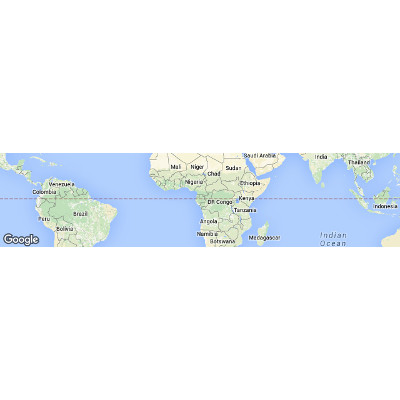 Saudi Arabia
India
Mali
Niger
Chad
Sudan
Thailand
Nigeria
Ethiopia
Venezuela
Colombia
DR Congo
Kenya
Indonesia
Peru
Brazil
Tanzania
Angola
Bolivia
Namibia
Madagascar
Botswana
Indian
Ocean
Google